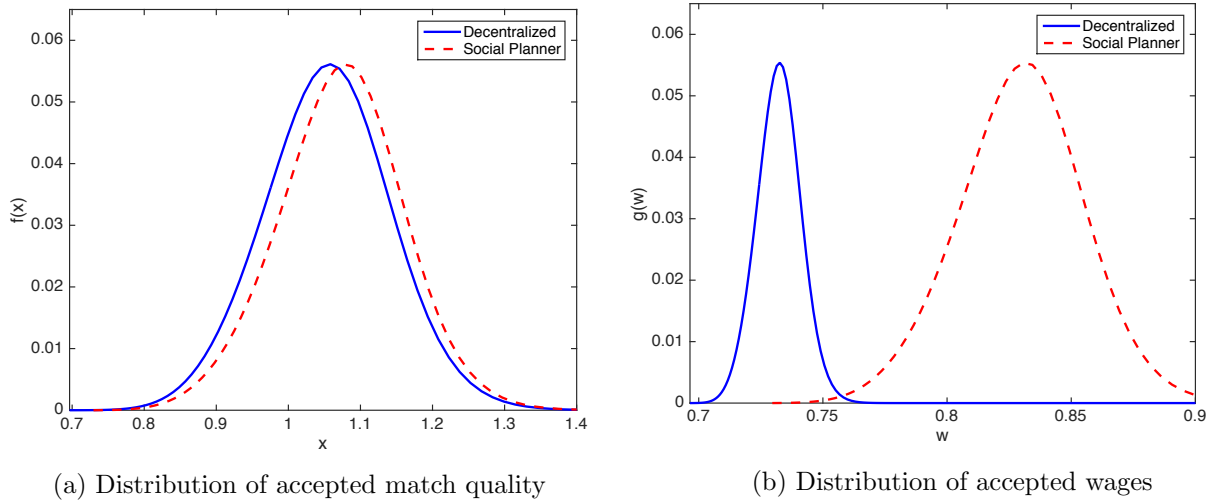 Decentralized
Social Planner
0.06
0.05
0.04
0.03
0.02
0.01
0
f(x)
0.7 0.8 0.9 1 1.1 1.2 1.3 1.4
x
(a) Distribution of accepted match quality
Decentralized
Social Planner
0.06
0.05
0.04
0.03
0.02
0.01
0
g(w)
0.7 0.75 0.8 0.85 0.9
w
(b) Distribution of accepted wages